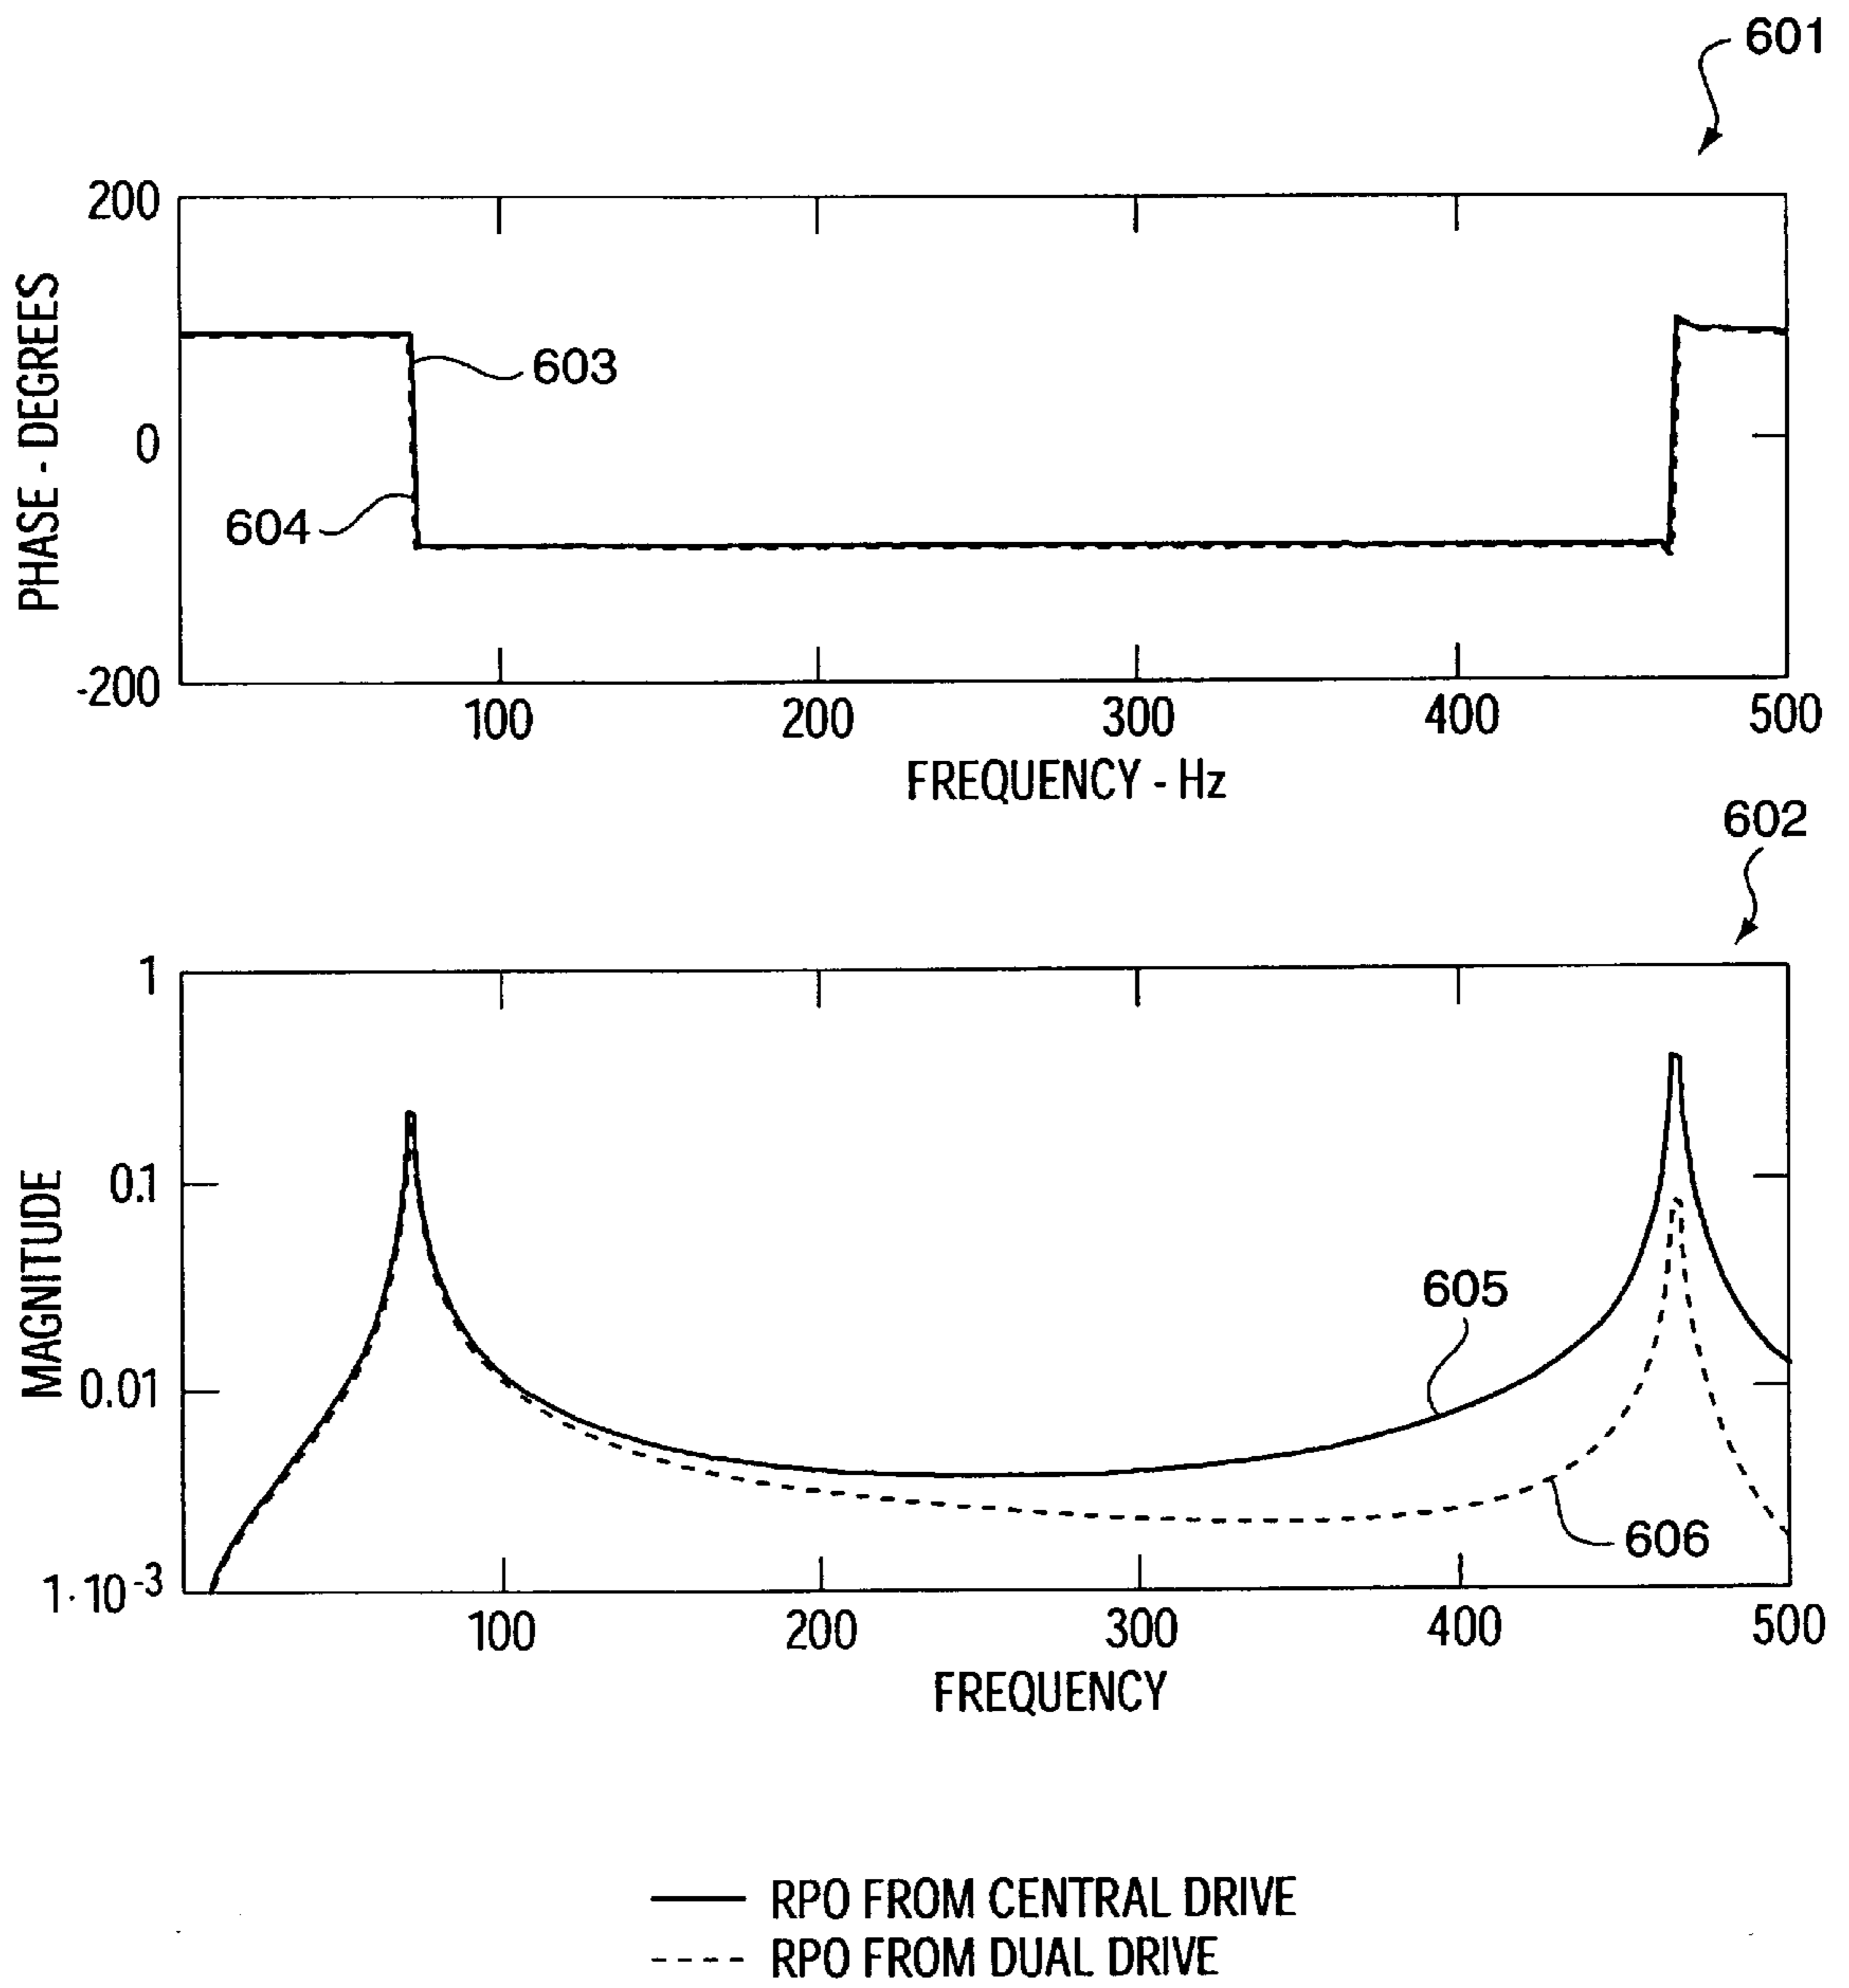 601
200
0
-200
PHASE - DEGREES
603
604
100 200 300 400 500
FREQUENCY - Hz
602
1
0.1
0.01
1·10⁻³
MAGNITUDE
605
606
100 200 300 400 500
FREQUENCY
RPO FROM CENTRAL DRIVE
RPO FROM DUAL DRIVE